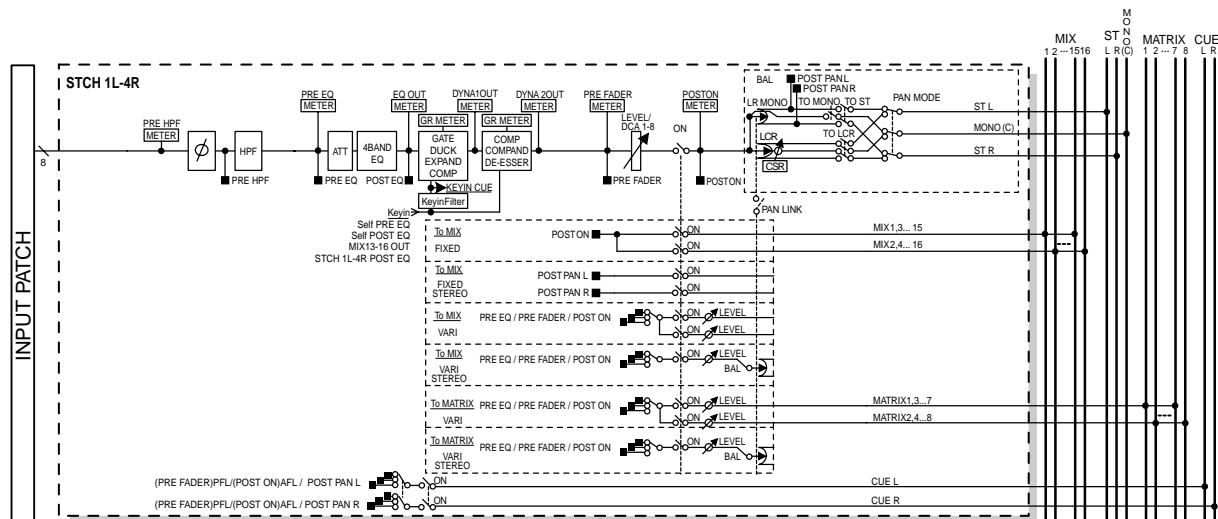 MIX
ST
MONO(C)
MATRIX
CUE
1 2 ··· 15 16
L R
1 2 ··· 7 8
L R
INPUT PATCH
8
STCH 1L-4R
PRE HPF
METER
Ø
HPF
PRE HPF
PRE EQ
METER
PRE EQ
ATT
4BAND
EQ
EQ OUT
METER
POST EQ
GR METER
GATE
DUCK
EXPAND
COMP
DYNA1OUT
METER
KEYIN CUE
KeyinFilter
GR METER
COMP
COMPAND
DE-ESSER
DYNA 2OUT
METER
PRE FADER
METER
PRE FADER
LEVEL/
DCA 1-8
ON
POSTON
METER
POSTON
BAL
POST PAN L
POST PAN R
LR MONO
TO MONO
TO ST
PAN MODE
LCR
TO LCR
CSR
ST L
MONO (C)
ST R
PAN LINK
Keyin
Self PRE EQ
Self POST EQ
MIX13-16 OUT
STCH 1L-4R POST EQ
To MIX
FIXED
POST ON
ON
ON
MIX1,3... 15
MIX2,4... 16
To MIX
FIXED
STEREO
POST PAN L
POST PAN R
ON
ON
To MIX
VARI
PRE EQ / PRE FADER / POST ON
ON
LEVEL
LEVEL
To MIX
VARI
STEREO
PRE EQ / PRE FADER / POST ON
ON
LEVEL
BAL
To MATRIX
VARI
PRE EQ / PRE FADER / POST ON
ON
LEVEL
LEVEL
MATRIX1,3...7
MATRIX2,4...8
To MATRIX
VARI
STEREO
PRE EQ / PRE FADER / POST ON
ON
LEVEL
BAL
(PRE FADER)PFL/(POST ON)AFL / POST PAN L
ON
CUE L
(PRE FADER)PFL/(POST ON)AFL / POST PAN R
ON
CUE R